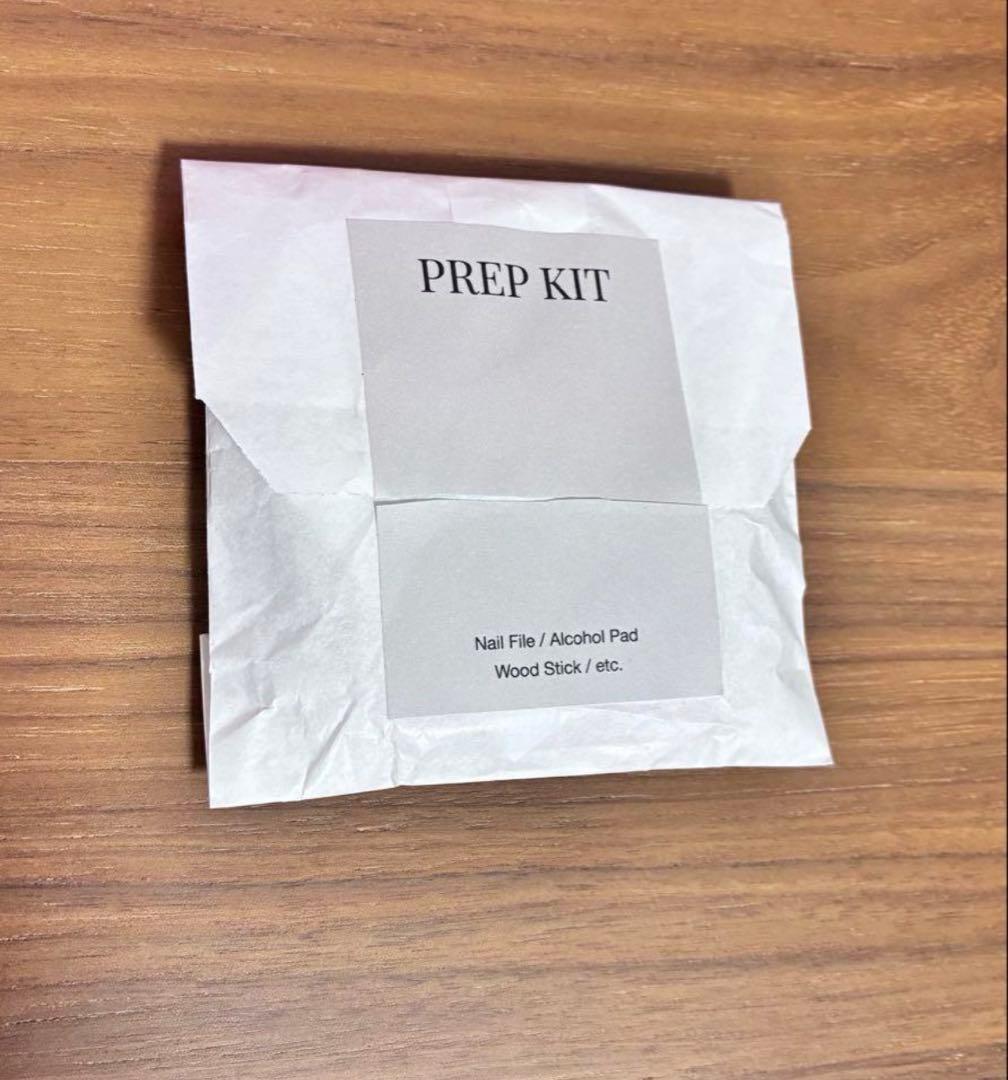 PREP KIT
Nail File / Alcohol Pad
Wood Stick / etc.